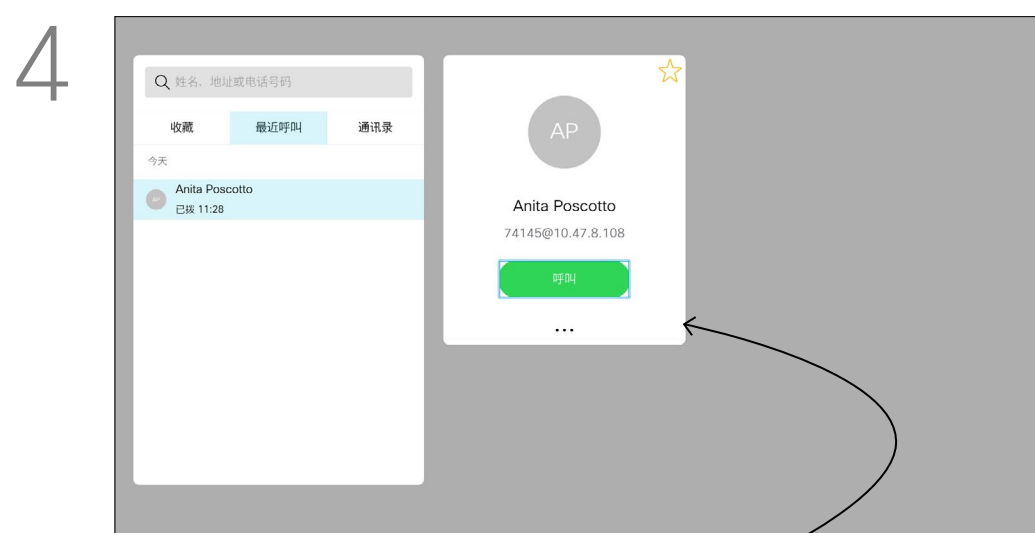 4
姓名、地址或电话号码
收藏 最近呼叫 通讯录
今天
Anita Poscotto
已拨 11:28
AP
Anita Poscotto
74145@10.47.8.108
呼叫
...